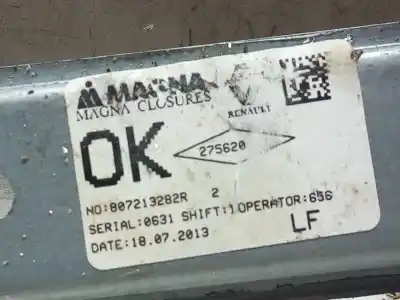 MAGNA
MAGNA CLOSURES
RENAULT
OK
275620
NO:807213282R 2
SERIAL:0631 SHIFT:1 OPERATOR:656
LF
DATE:18.07.2013